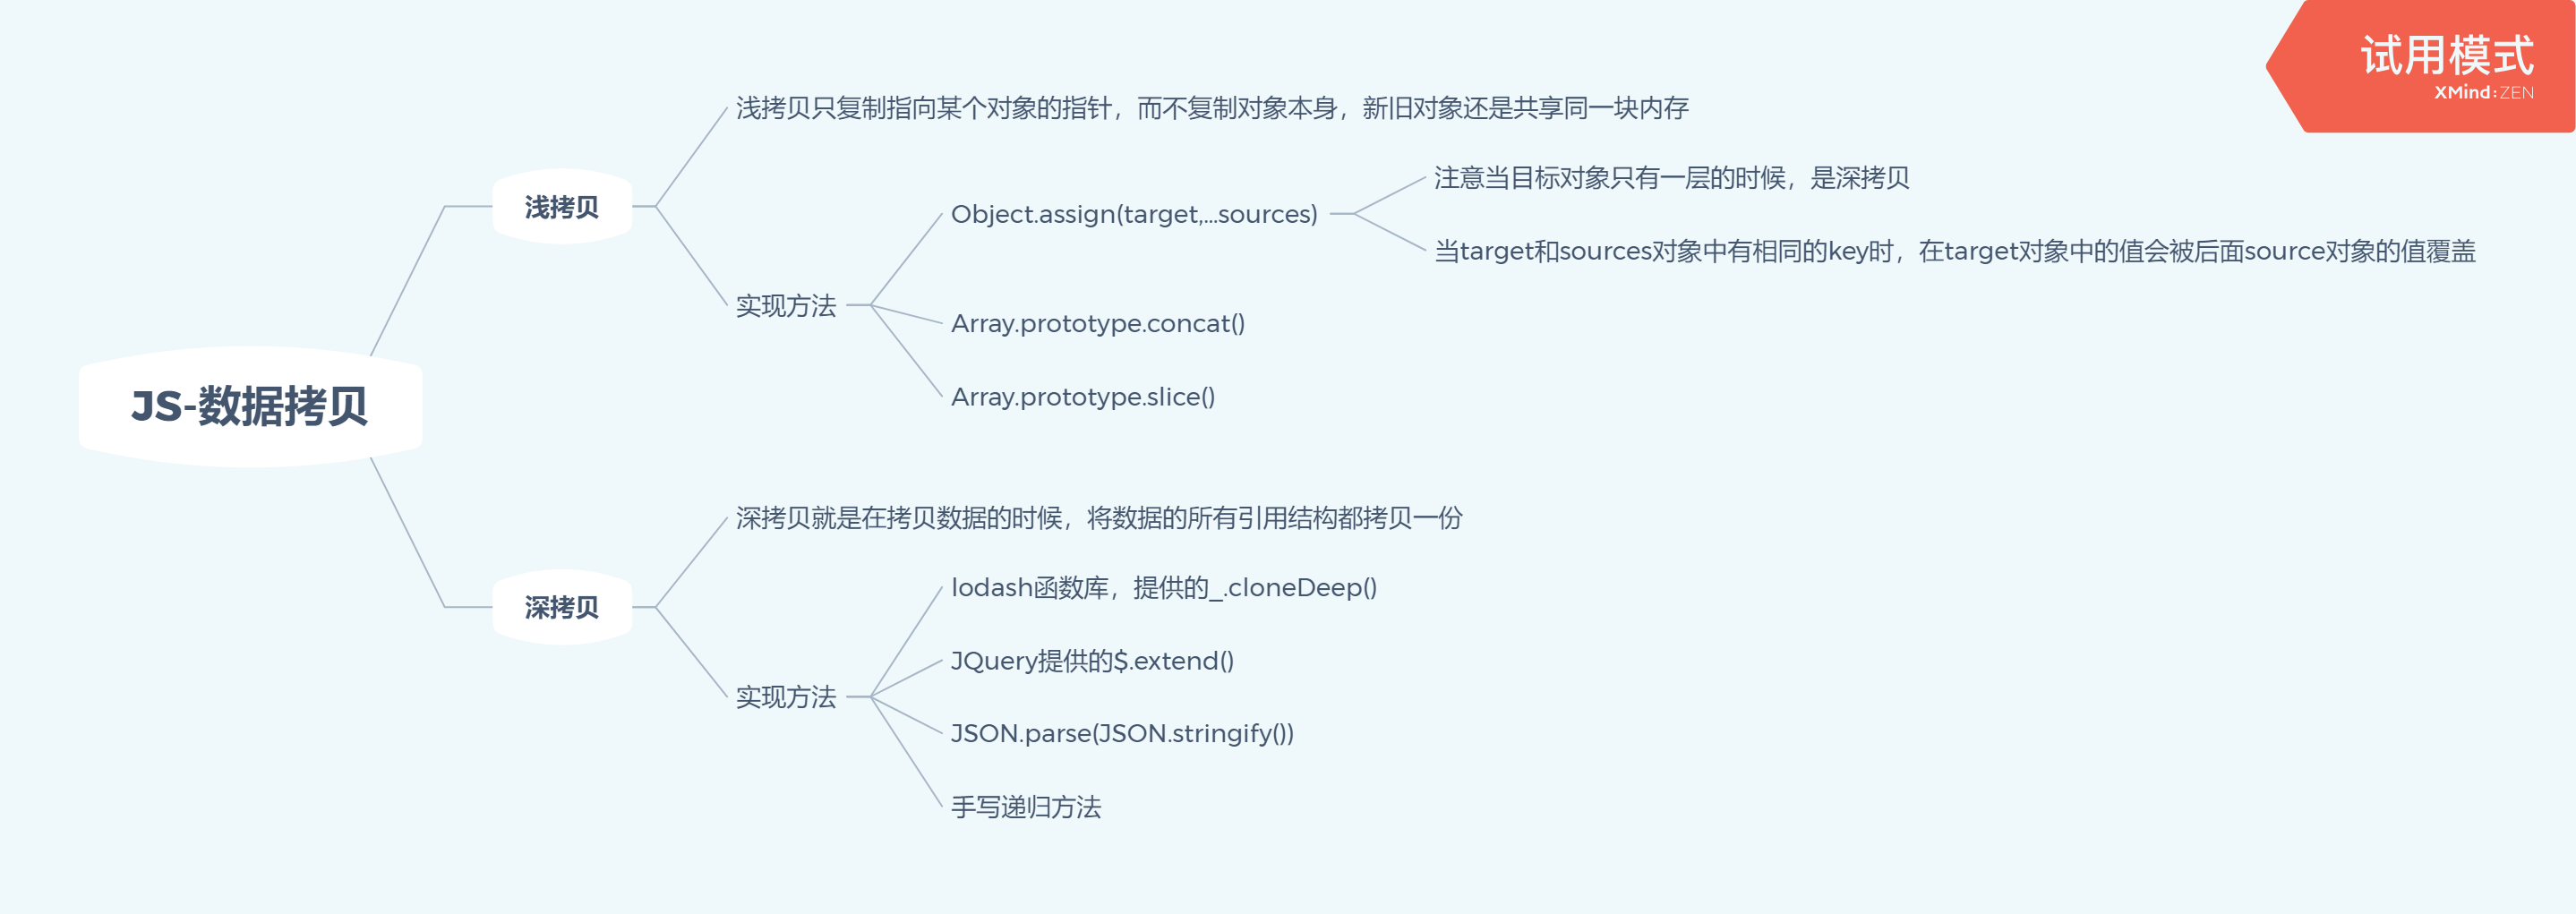 试用模式
XMind:ZEN
JS-数据拷贝
浅拷贝
浅拷贝只复制指向某个对象的指针，而不复制对象本身，新旧对象还是共享同一块内存
实现方法
Object.assign(target,...sources)
注意当目标对象只有一层的时候，是深拷贝
当target和sources对象中有相同的key时，在target对象中的值会被后面source对象的值覆盖
Array.prototype.concat()
Array.prototype.slice()
深拷贝
深拷贝就是在拷贝数据的时候，将数据的所有引用结构都拷贝一份
实现方法
lodash函数库，提供的_.cloneDeep()
JQuery提供的$.extend()
JSON.parse(JSON.stringify())
手写递归方法